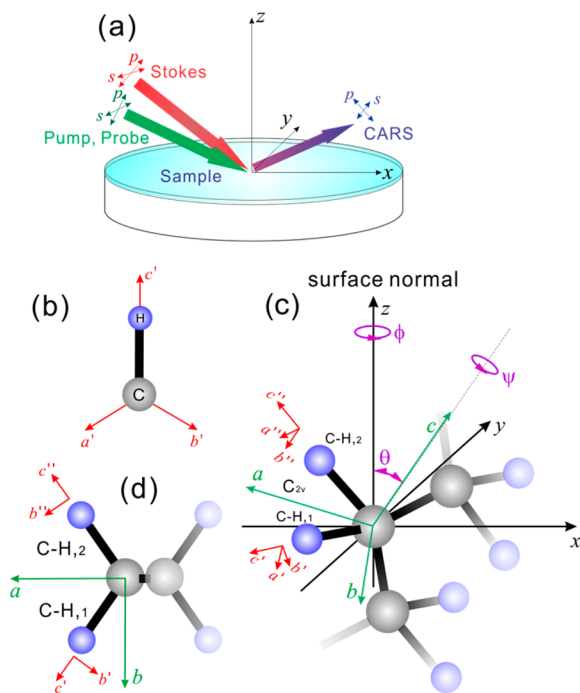 (a)
z
p
s
Stokes
p
s
Pump, Probe
p
s
y
CARS
Sample
x
(b)
c'
H
C
a'
b'
(c)
surface normal
z
ϕ
ψ
c''
a''
b''
C-H,2
c
y
θ
a
C2v
C-H,1
x
c'
a'
b'
b
(d)
c''
b''
C-H,2
a
C-H,1
c'
b'
b